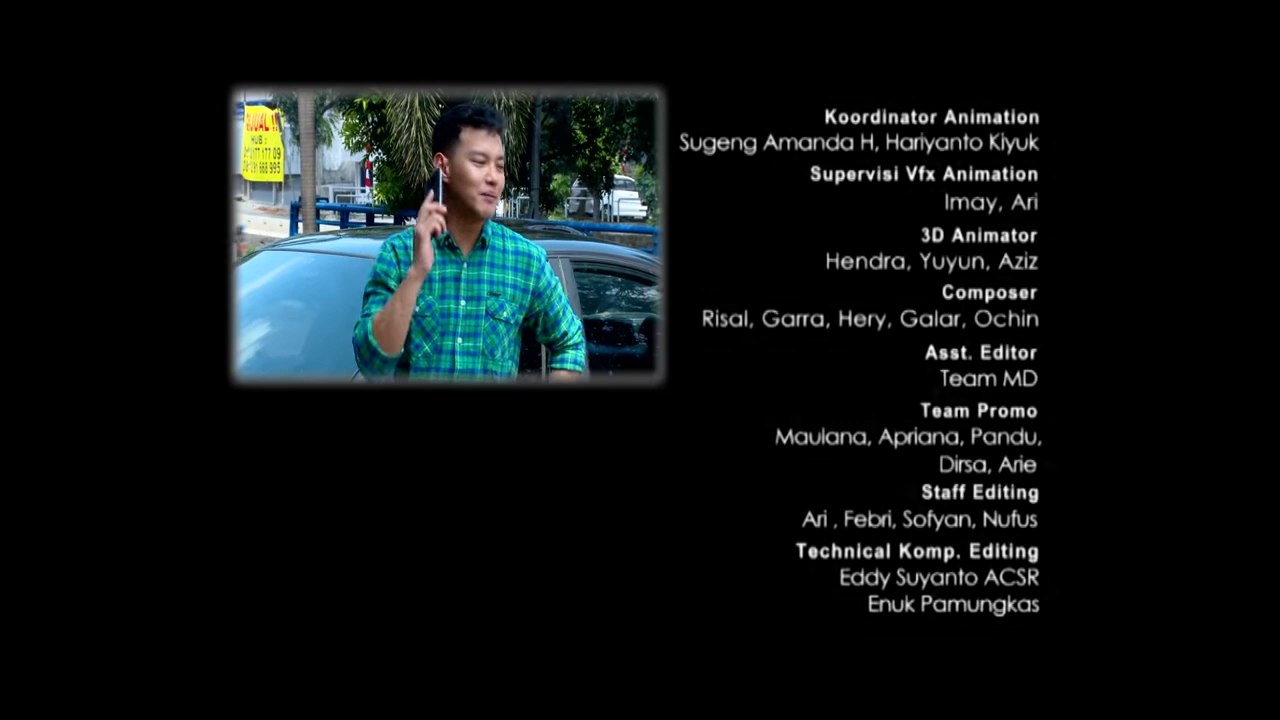 JUAL !!
HUB :
Koordinator Animation
Sugeng Amanda H, Hariyanto Kiyuk
Supervisi Vfx Animation
Imay, Ari
3D Animator
Hendra, Yuyun, Aziz
Composer
Risal, Garra, Hery, Galar, Ochin
Asst. Editor
Team MD
Team Promo
Maulana, Apriana, Pandu,
Dirsa, Arie
Staff Editing
Ari , Febri, Sofyan, Nufus
Technical Komp. Editing
Eddy Suyanto ACSR
Enuk Pamungkas